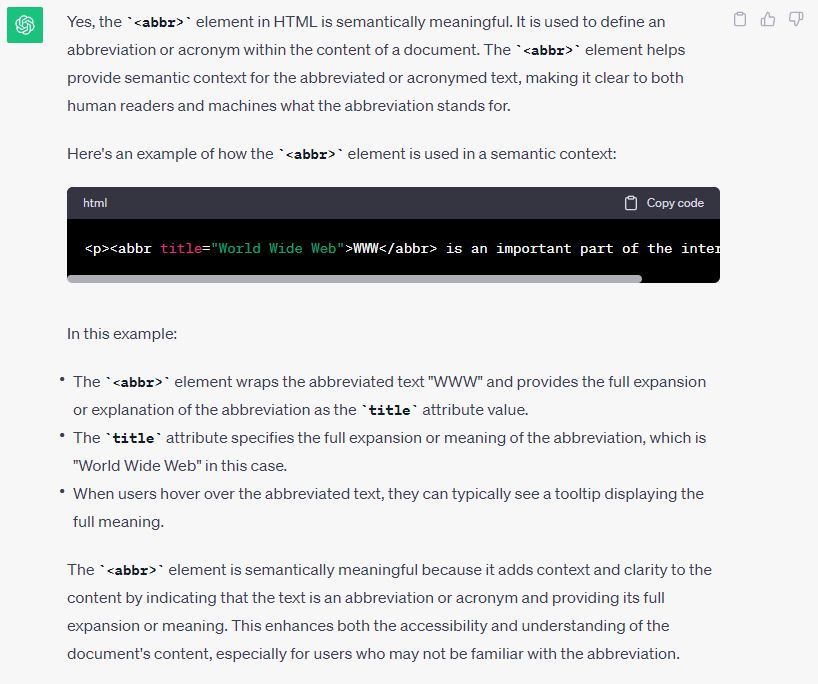 Yes, the `<abbr>` element in HTML is semantically meaningful. It is used to define an
abbreviation or acronym within the content of a document. The `<abbr>` element helps
provide semantic context for the abbreviated or acronymed text, making it clear to both
human readers and machines what the abbreviation stands for.
Here's an example of how the `<abbr>` element is used in a semantic context:
html Copy code
<p><abbr title="World Wide Web">WWW</abbr> is an important part of the inter
In this example:
• The `<abbr>` element wraps the abbreviated text "WWW" and provides the full expansion
or explanation of the abbreviation as the `title` attribute value.
• The `title` attribute specifies the full expansion or meaning of the abbreviation, which is
"World Wide Web" in this case.
• When users hover over the abbreviated text, they can typically see a tooltip displaying the
full meaning.
The `<abbr>` element is semantically meaningful because it adds context and clarity to the
content by indicating that the text is an abbreviation or acronym and providing its full
expansion or meaning. This enhances both the accessibility and understanding of the
document's content, especially for users who may not be familiar with the abbreviation.